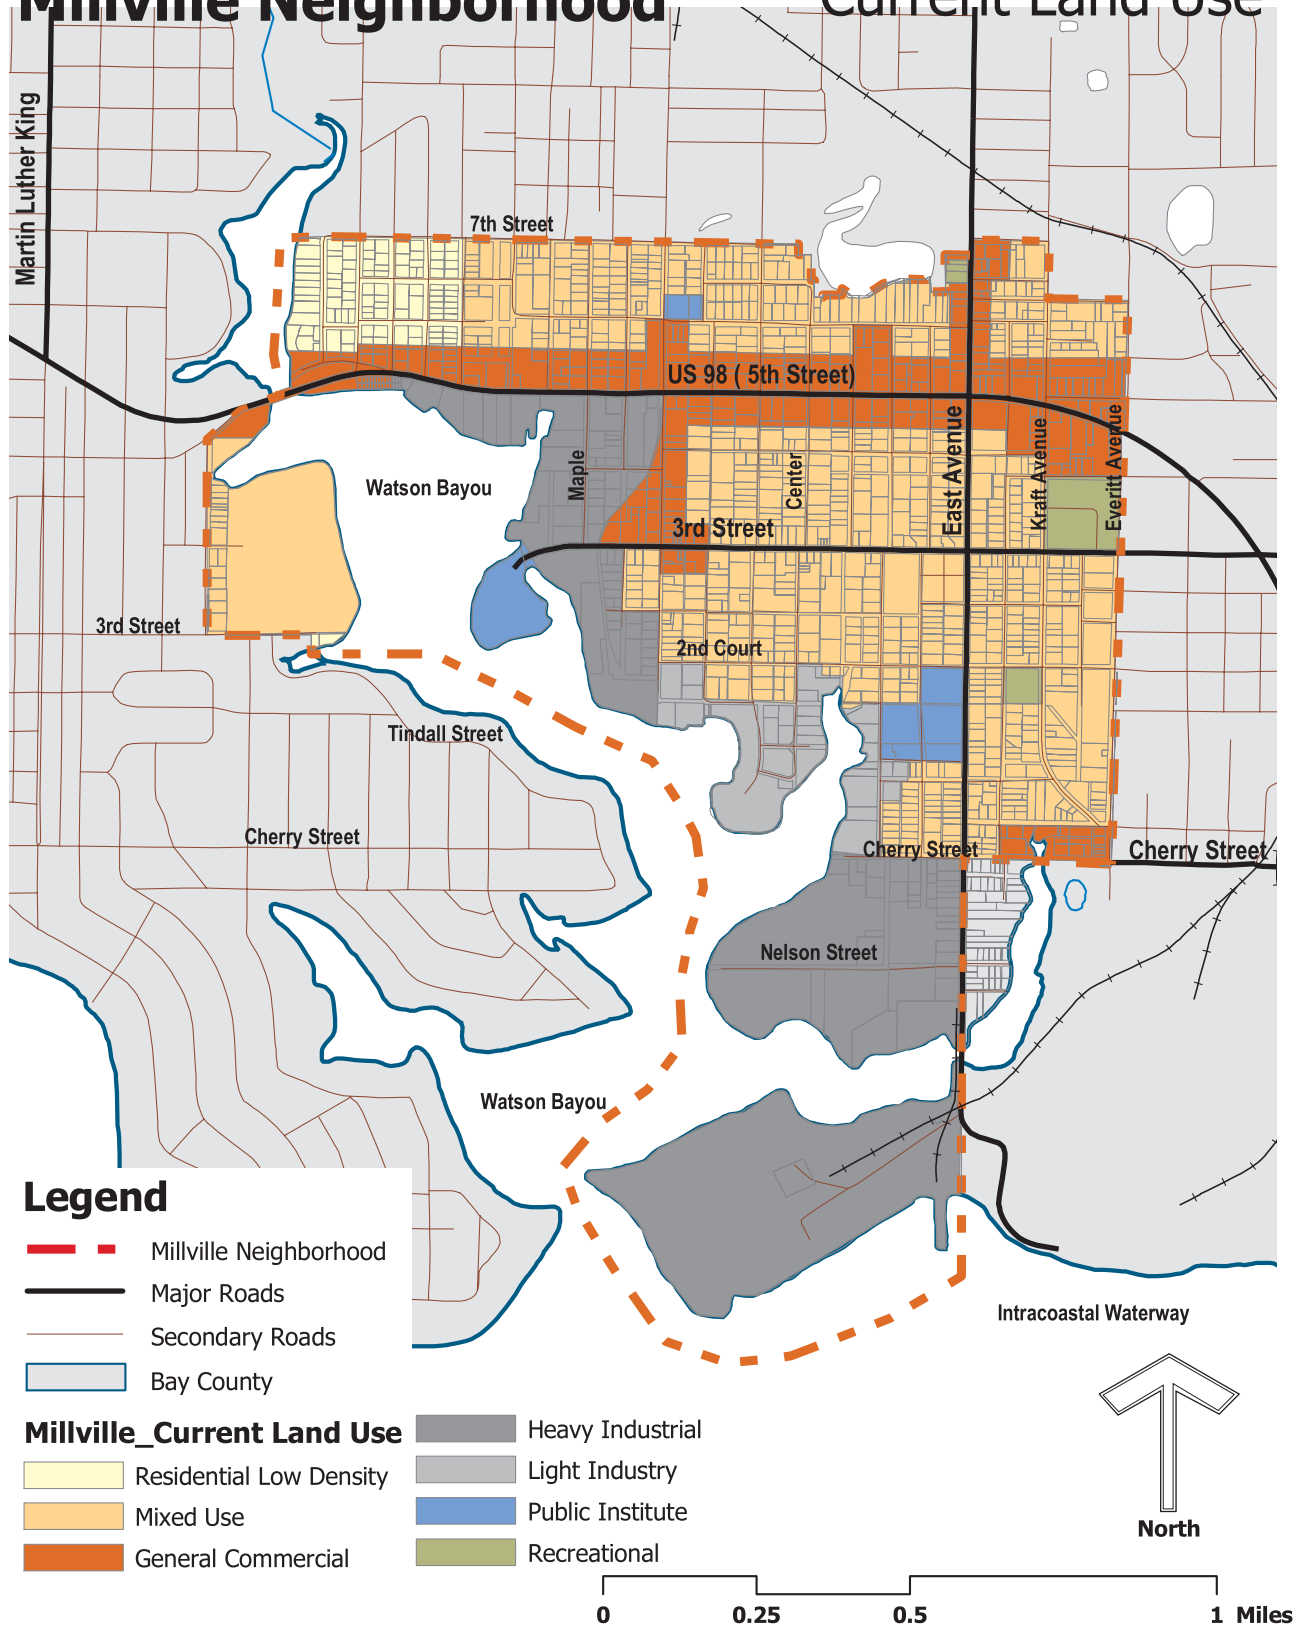 Millville Neighborhood
Current Land Use
Martin Luther King
7th Street
US 98 ( 5th Street)
Watson Bayou
Maple
Center
East Avenue
Kraft Avenue
Everitt Avenue
3rd Street
3rd Street
2nd Court
Tindall Street
Cherry Street
Cherry Street
Cherry Street
Nelson Street
Watson Bayou
Intracoastal Waterway
Legend
Millville Neighborhood
Major Roads
Secondary Roads
Bay County
Millville_Current Land Use
Residential Low Density
Mixed Use
General Commercial
Heavy Industrial
Light Industry
Public Institute
Recreational
North
0 0.25 0.5 1 Miles